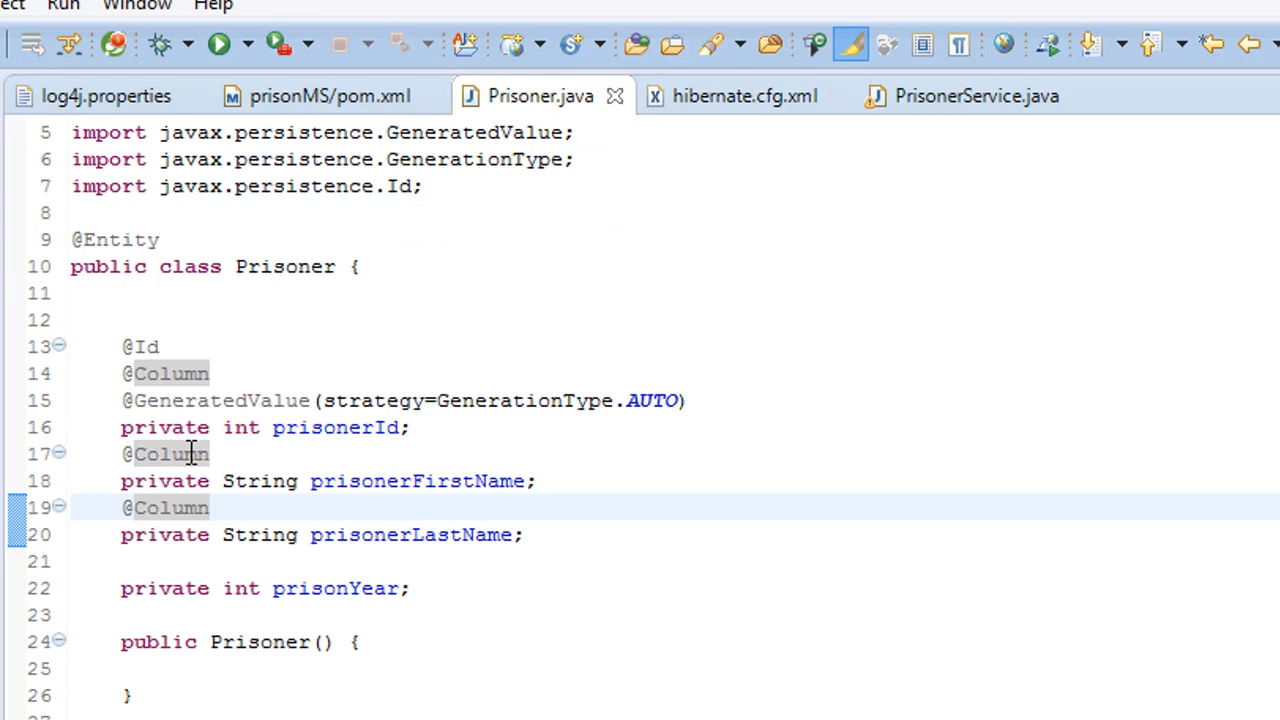 Run Window Help
log4j.properties prisonMS/pom.xml Prisoner.java hibernate.cfg.xml PrisonerService.java
5 import javax.persistence.GeneratedValue;
6 import javax.persistence.GenerationType;
7 import javax.persistence.Id;
8
9 @Entity
10 public class Prisoner {
11
12
13 @Id
14 @Column
15 @GeneratedValue(strategy=GenerationType.AUTO)
16 private int prisonerId;
17 @Column
18 private String prisonerFirstName;
19 @Column
20 private String prisonerLastName;
21
22 private int prisonYear;
23
24 public Prisoner() {
25
26 }